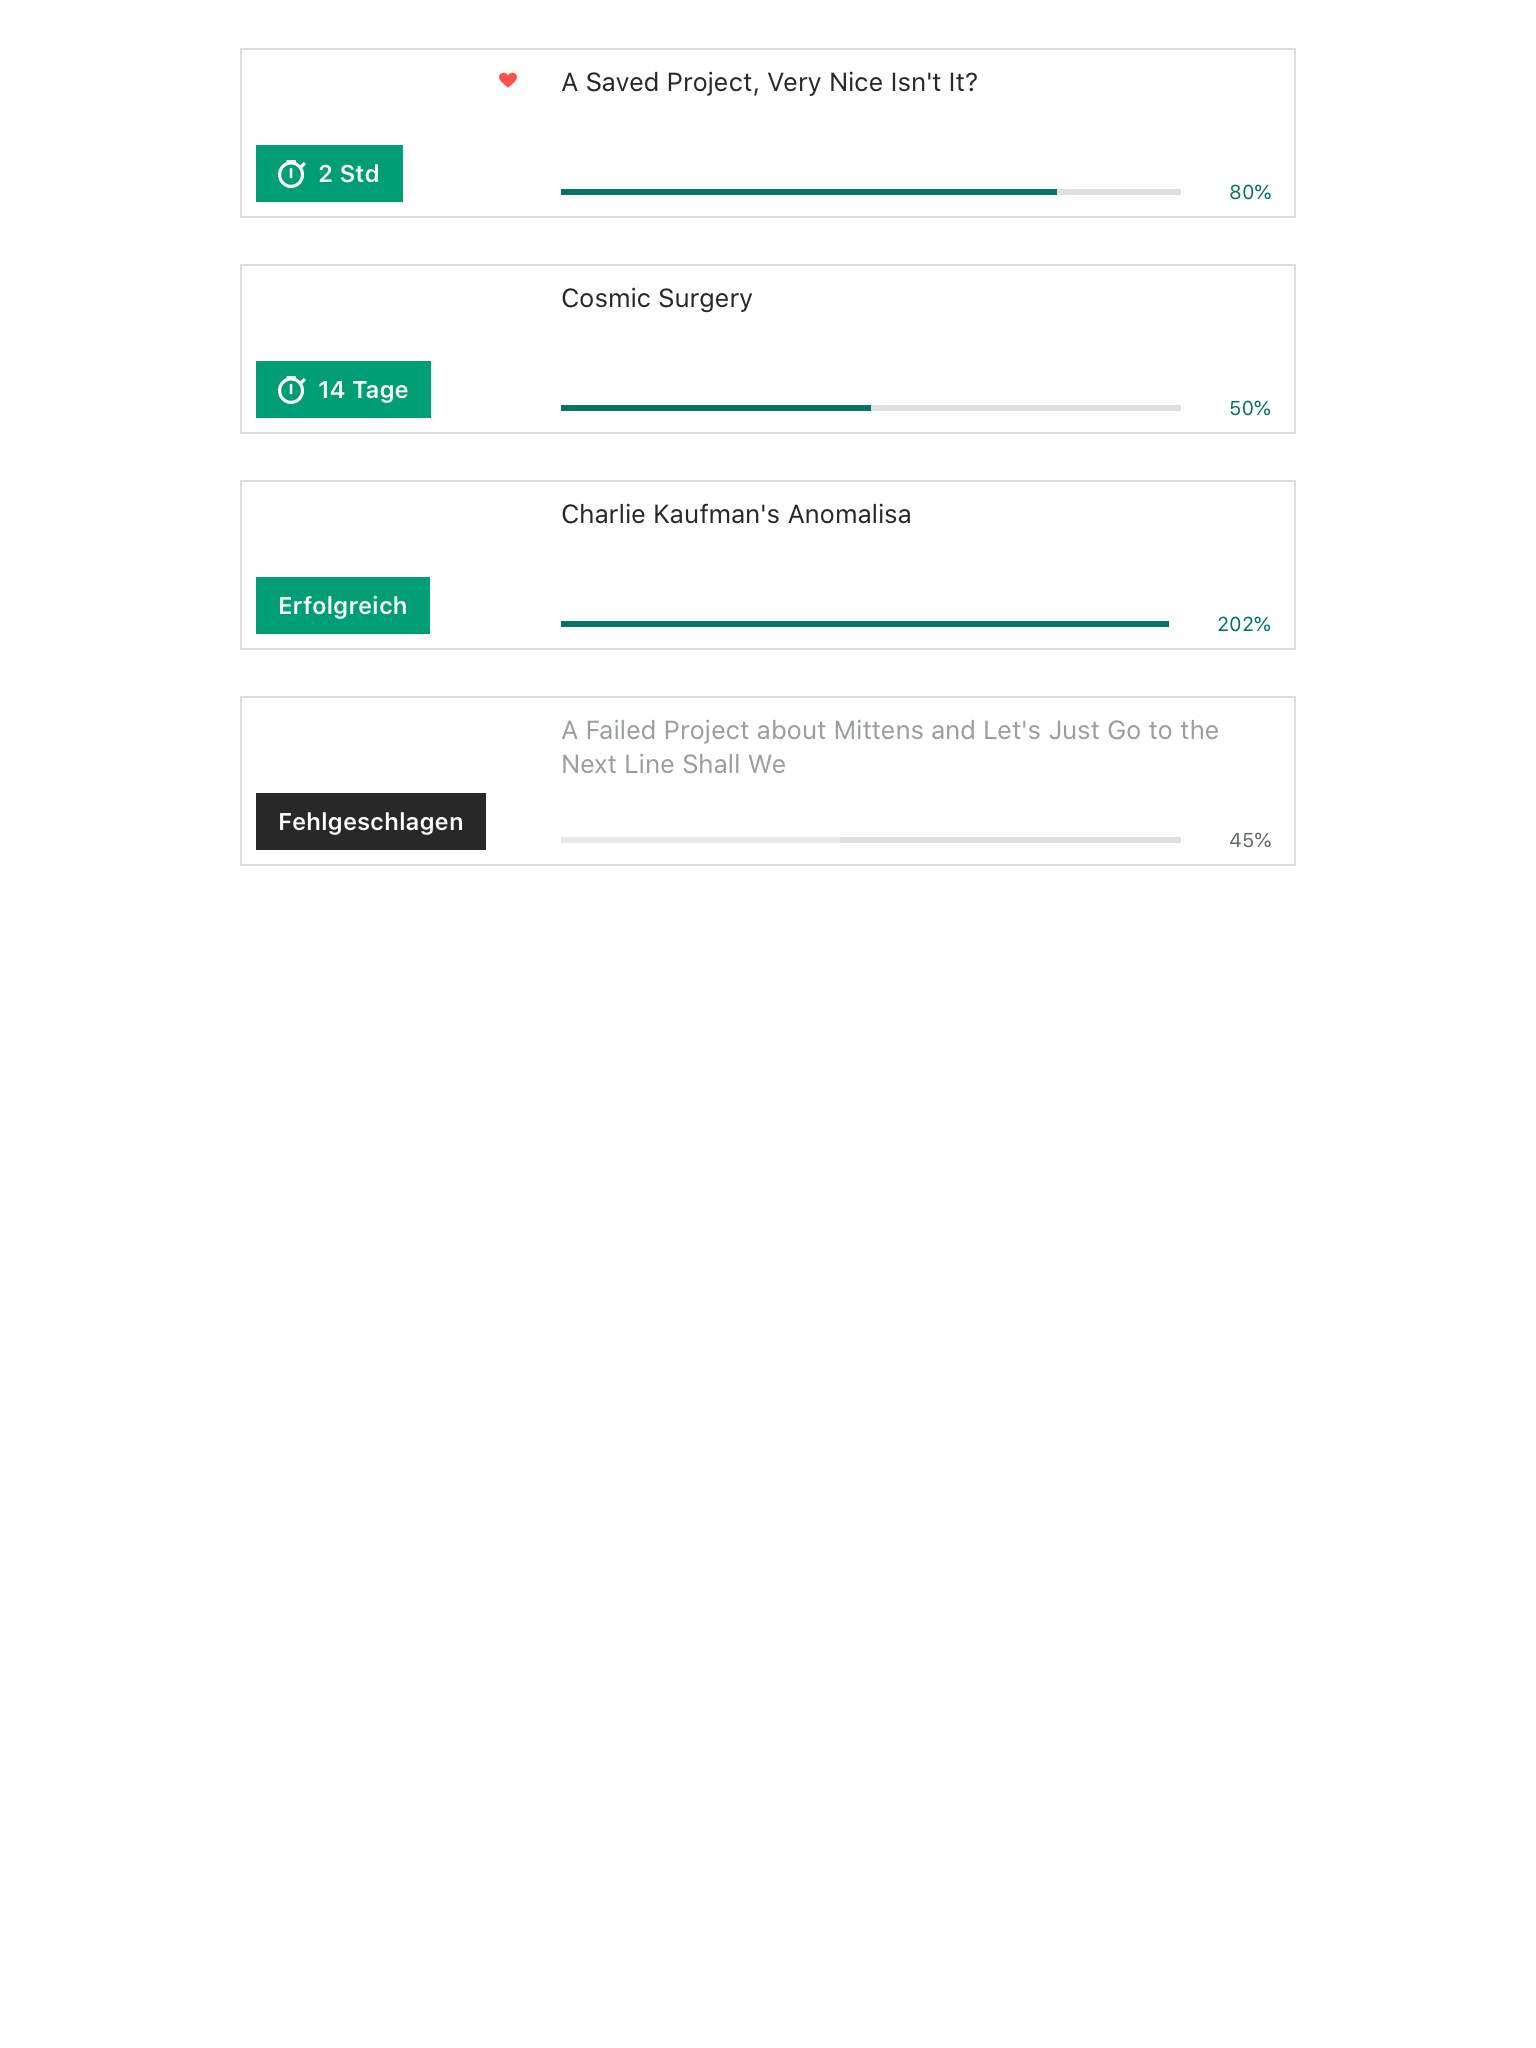 A Saved Project, Very Nice Isn't It?
2 Std
80%
Cosmic Surgery
14 Tage
50%
Charlie Kaufman's Anomalisa
Erfolgreich
202%
A Failed Project about Mittens and Let's Just Go to the
Next Line Shall We
Fehlgeschlagen
45%